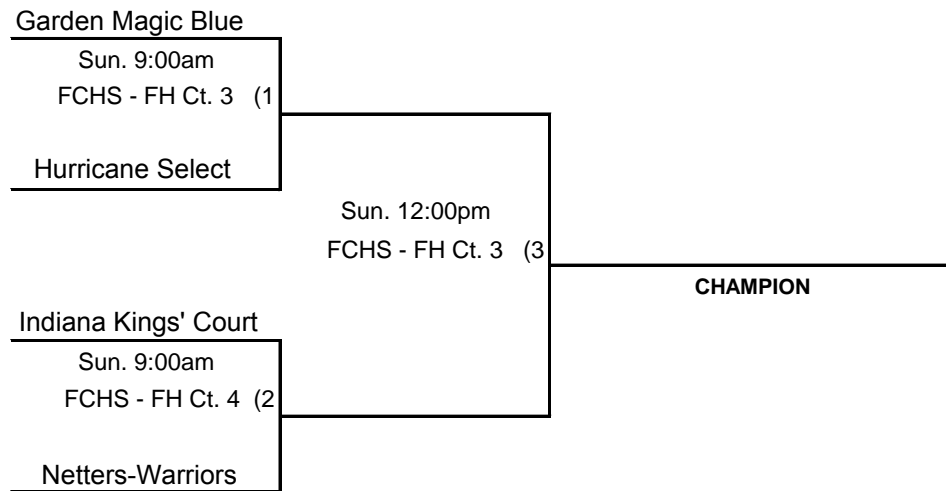 Garden Magic Blue
Sun. 9:00am
FCHS - FH Ct. 3 (1
Hurricane Select
Sun. 12:00pm
FCHS - FH Ct. 3 (3
CHAMPION
Indiana Kings' Court
Sun. 9:00am
FCHS - FH Ct. 4 (2
Netters-Warriors